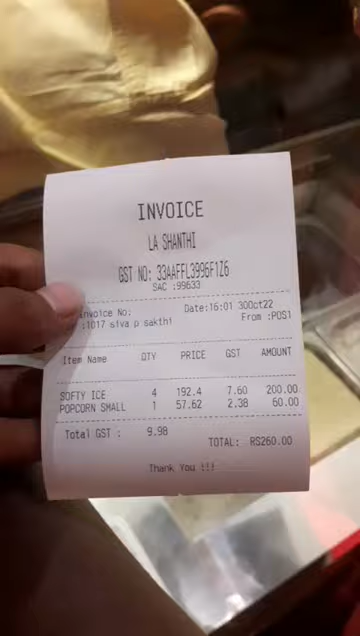 INVOICE
LA SHANTHI
GST NO: 33AAFFL3996F1Z6
SAC :99633
Invoice No: Date:16:01 30Oct22
:1017 siva p sakthi From :POS1
Item Name QTY PRICE GST AMOUNT
SOFTY ICE 4 192.4 7.60 200.00
POPCORN SMALL 1 57.62 2.38 60.00
Total GST : 9.98
TOTAL: RS260.00
Thank You !!!